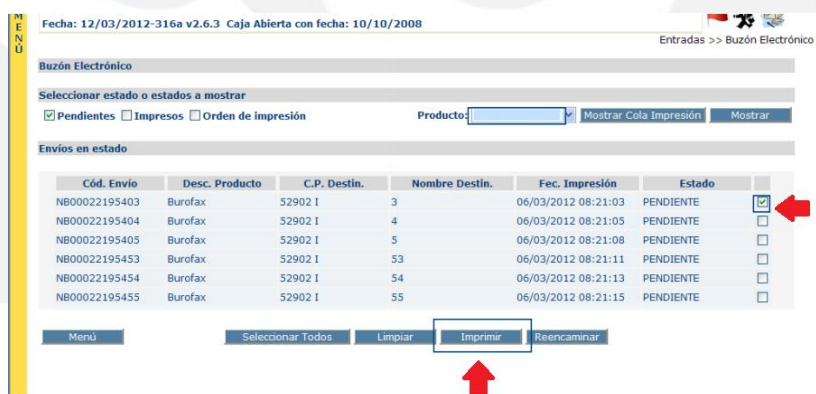 MENÚ
Fecha: 12/03/2012-316a v2.6.3 Caja Abierta con fecha: 10/10/2008
Entradas >> Buzón Electrónico
Buzón Electrónico
Seleccionar estado o estados a mostrar
Pendientes Impresos Orden de impresión Producto: Mostrar Cola Impresión Mostrar
Envíos en estado
Cód. Envío Desc. Producto C.P. Destin. Nombre Destin. Fec. Impresión Estado
NB00022195403 Burofax 52902 I 3 06/03/2012 08:21:03 PENDIENTE
NB00022195404 Burofax 52902 I 4 06/03/2012 08:21:05 PENDIENTE
NB00022195405 Burofax 52902 I 5 06/03/2012 08:21:08 PENDIENTE
NB00022195453 Burofax 52902 I 53 06/03/2012 08:21:11 PENDIENTE
NB00022195454 Burofax 52902 I 54 06/03/2012 08:21:13 PENDIENTE
NB00022195455 Burofax 52902 I 55 06/03/2012 08:21:15 PENDIENTE
Menú Seleccionar Todos Limpiar Imprimir Reencaminar